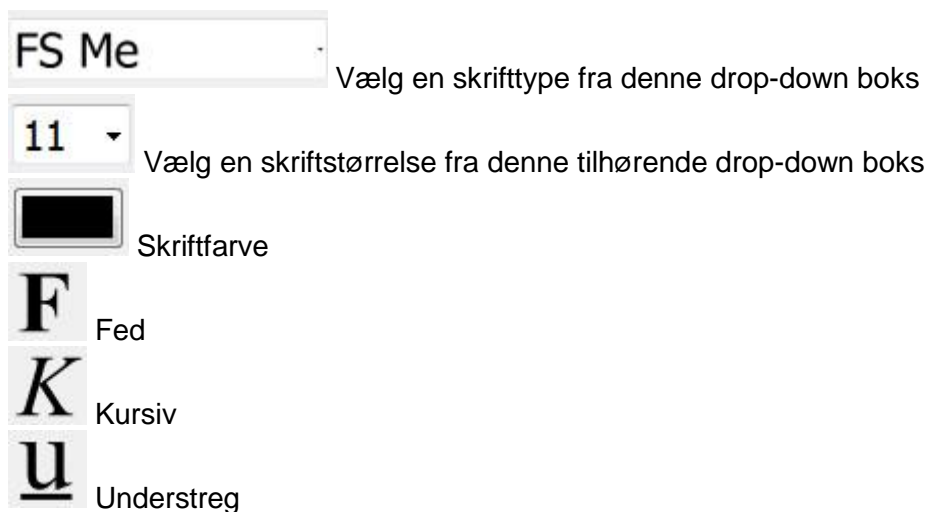 FS Me Vælg en skrifttype fra denne drop-down boks
11 Vælg en skriftstørrelse fra denne tilhørende drop-down boks
Skriftfarve
F Fed
K Kursiv
u Understreg